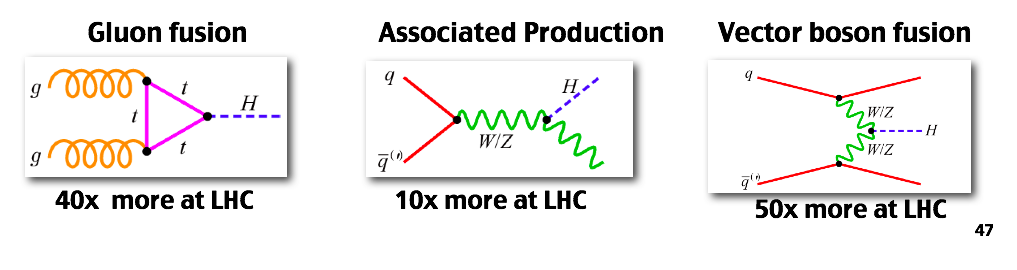 Gluon fusion
g
g
t
t
t
H
40x more at LHC
Associated Production
q
q̅(′)
W/Z
H
10x more at LHC
Vector boson fusion
q
q̅(′)
W/Z
W/Z
H
50x more at LHC
47